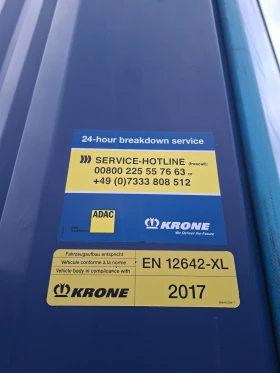 24-hour breakdown service
))) SERVICE-HOTLINE (freecall)
00800 225 55 76 63 or
+49 (0)7333 808 512
ADAC
KRONE
We Deliver the Future
Fahrzeugaufbau entspricht
Véhicule conforme à la norme
Vehicle body in compliance with
EN 12642-XL
KRONE
2017